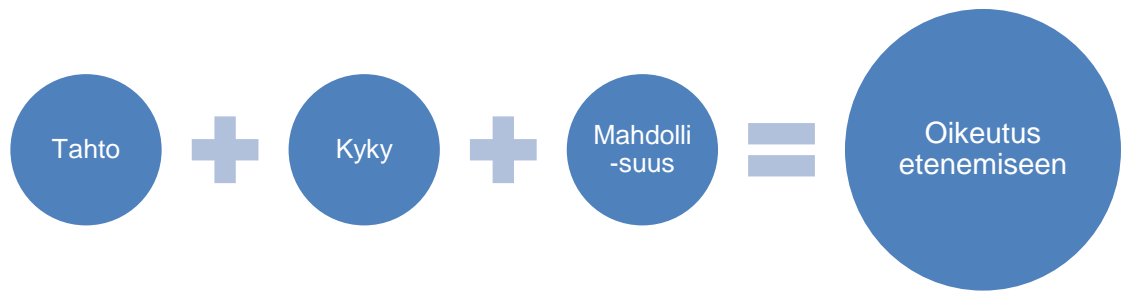 Tahto
Kyky
Mahdolli
-suus
Oikeutus
etenemiseen